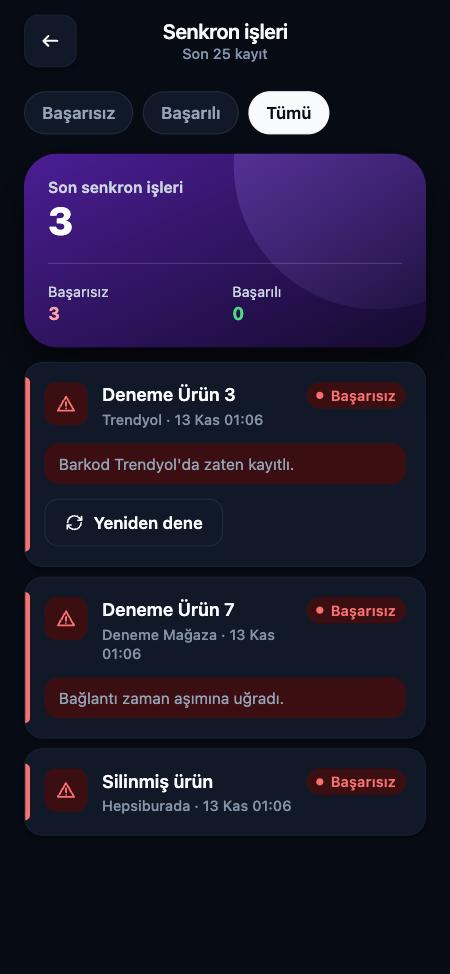 Senkron işleri
Son 25 kayıt
Başarısız
Başarılı
Tümü
Son senkron işleri
3
Başarısız
3
Başarılı
0
Deneme Ürün 3
Başarısız
Trendyol · 13 Kas 01:06
Barkod Trendyol'da zaten kayıtlı.
Yeniden dene
Deneme Ürün 7
Başarısız
Deneme Mağaza · 13 Kas
01:06
Bağlantı zaman aşımına uğradı.
Silinmiş ürün
Başarısız
Hepsiburada · 13 Kas 01:06